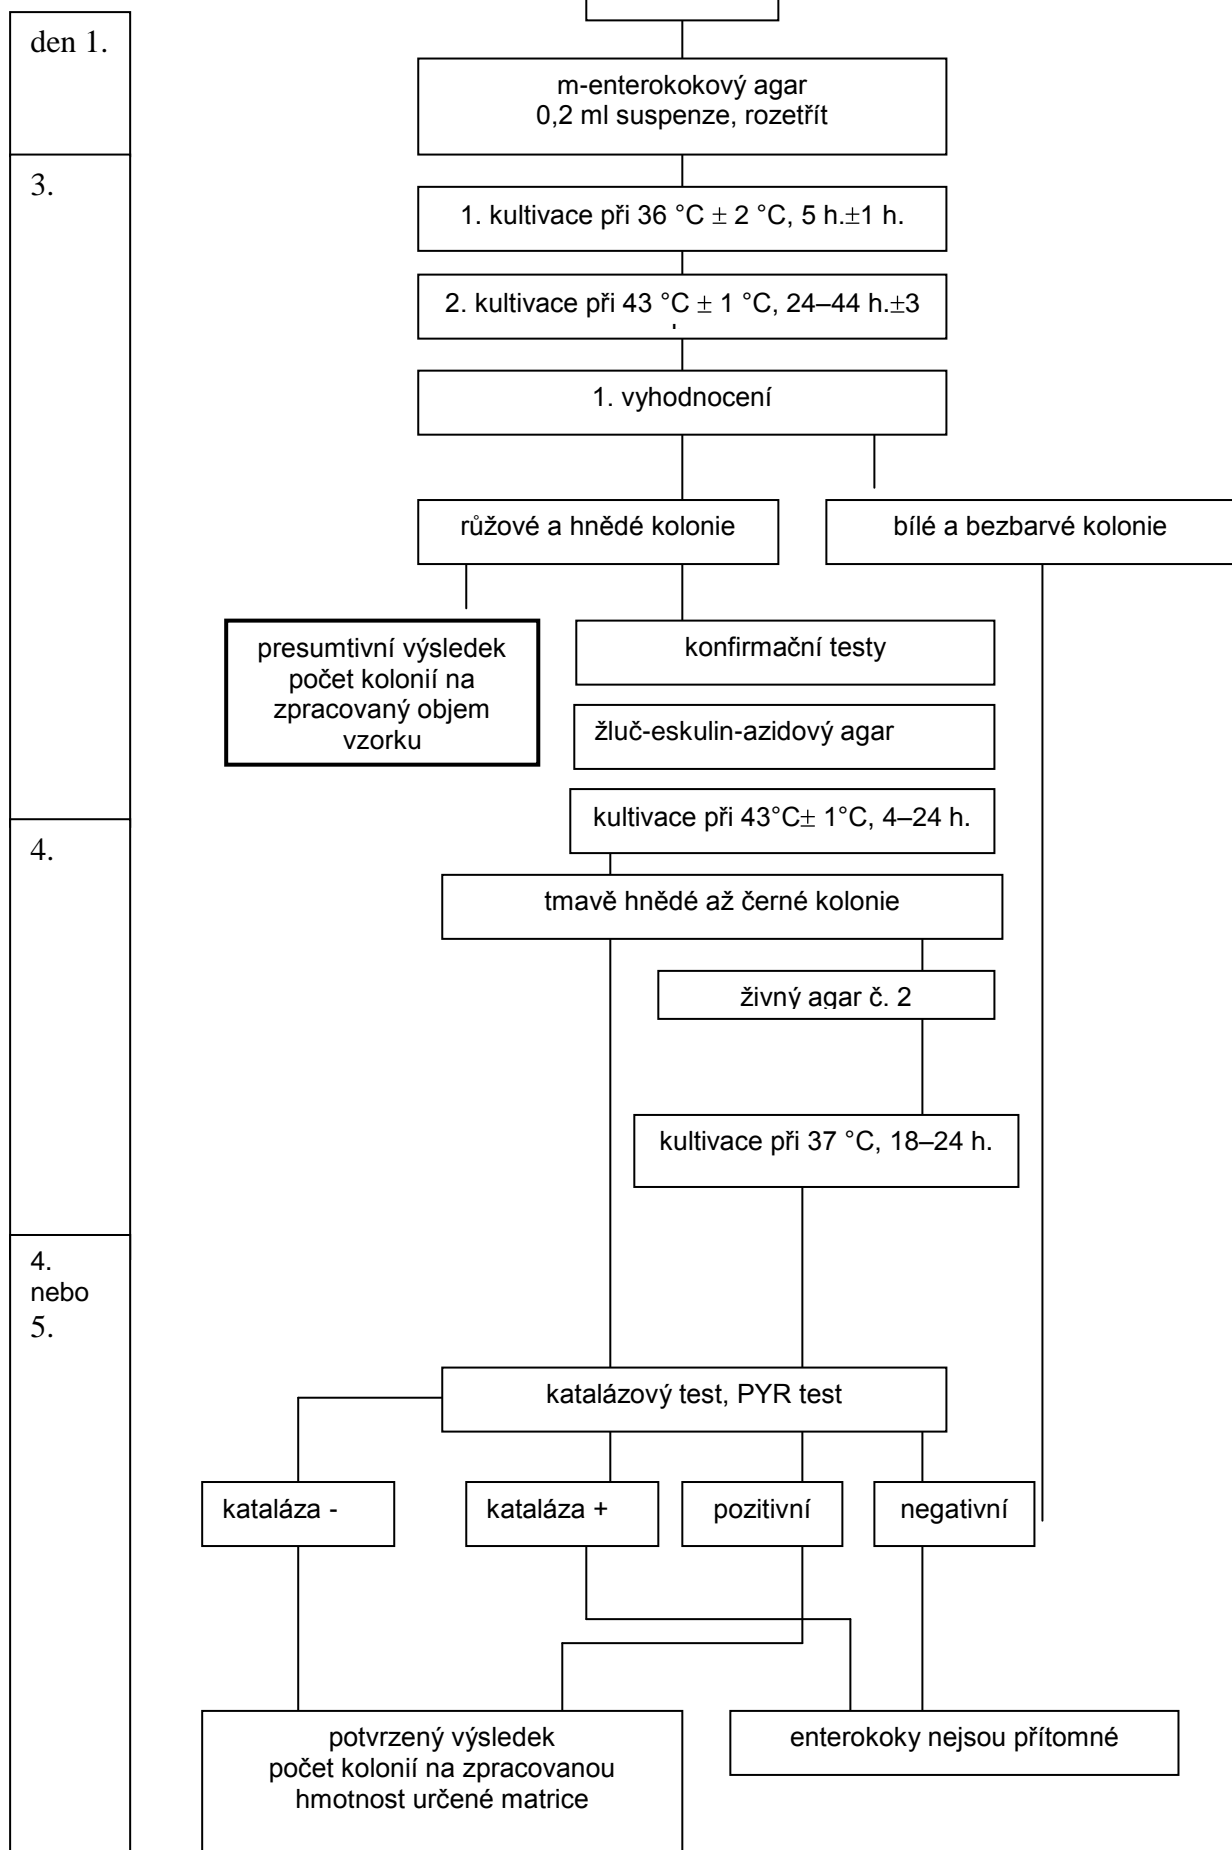 den 1.
m-enterokokový agar
0,2 ml suspenze, rozetřít
3.
1. kultivace při 36 °C ± 2 °C, 5 h.±1 h.
2. kultivace při 43 °C ± 1 °C, 24–44 h.±3
1. vyhodnocení
růžové a hnědé kolonie
bílé a bezbarvé kolonie
presumtivní výsledek
počet kolonií na
zpracovaný objem
vzorku
konfirmační testy
žluč-eskulin-azidový agar
kultivace při 43°C± 1°C, 4–24 h.
4.
tmavě hnědé až černé kolonie
živný agar č. 2
kultivace při 37 °C, 18–24 h.
4.
nebo
5.
katalázový test, PYR test
kataláza -
kataláza +
pozitivní
negativní
potvrzený výsledek
počet kolonií na zpracovanou
hmotnost určené matrice
enterokoky nejsou přítomné